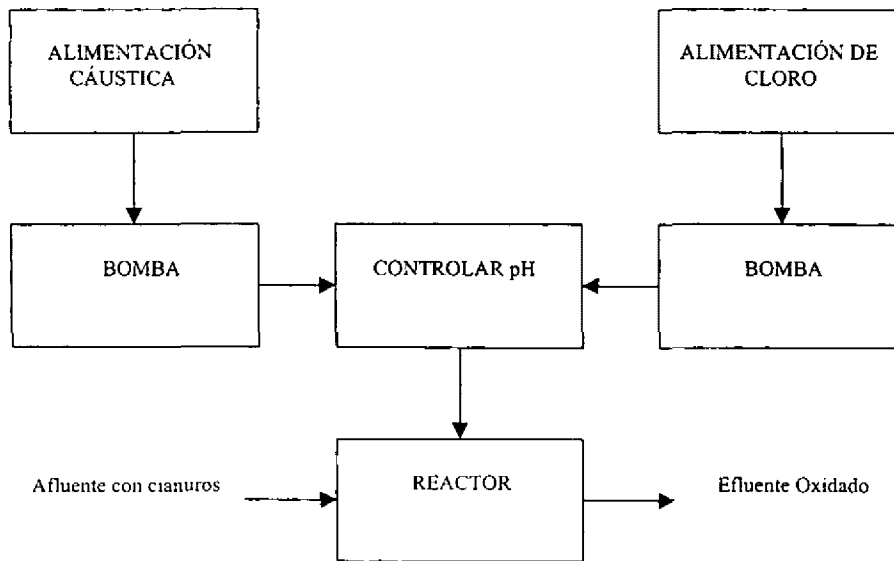 ALIMENTACIÓN
CÁUSTICA
ALIMENTACIÓN DE
CLORO
BOMBA
CONTROLAR pH
BOMBA
Afluente con cianuros
REACTOR
Efluente Oxidado